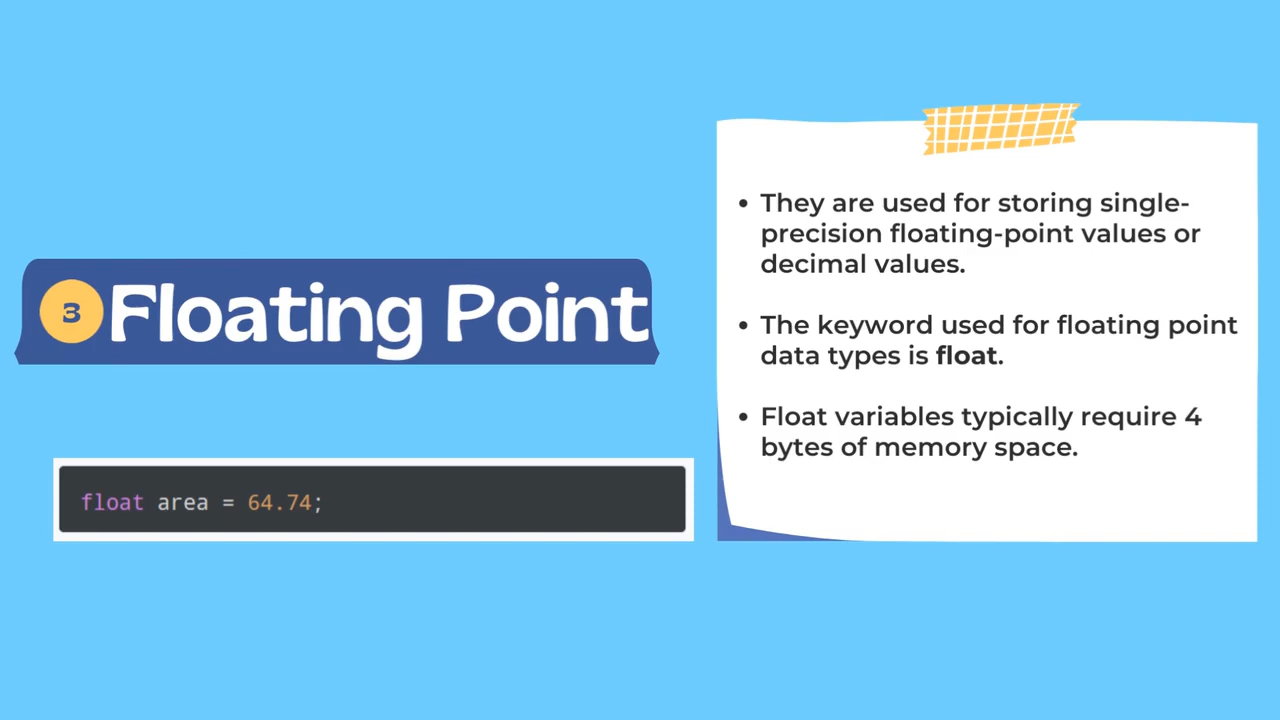 3 Floating Point
float area = 64.74;
They are used for storing single-
precision floating-point values or
decimal values.
The keyword used for floating point
data types is float.
Float variables typically require 4
bytes of memory space.